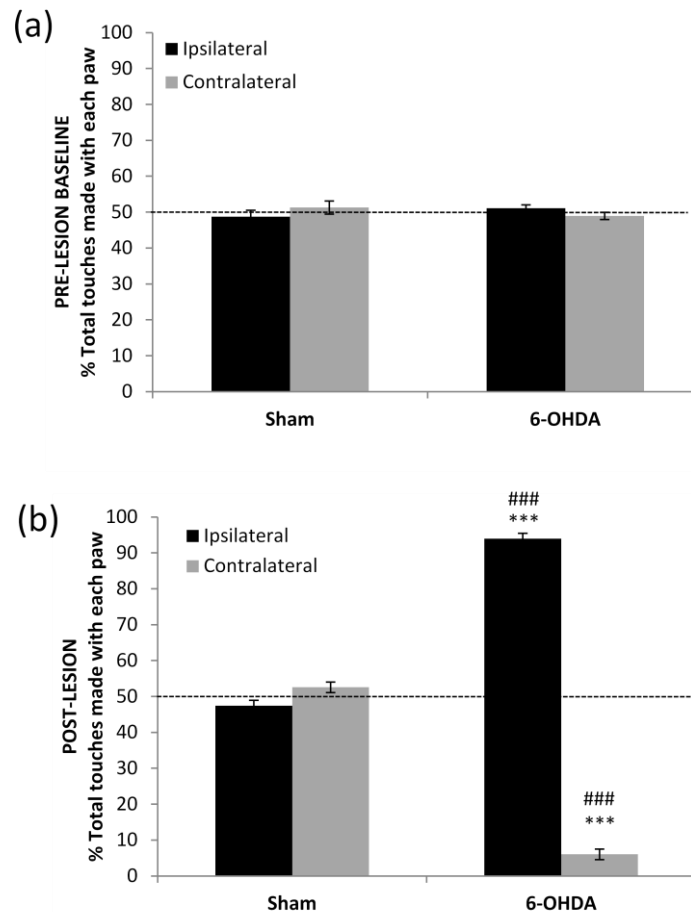 (a)
PRE-LESION BASELINE
% Total touches made with each paw
100
90
80
70
60
50
40
30
20
10
0
Ipsilateral
Contralateral
Sham
6-OHDA
(b)
POST-LESION
% Total touches made with each paw
100
90
80
70
60
50
40
30
20
10
0
Ipsilateral
Contralateral
###
***
###
***
Sham
6-OHDA